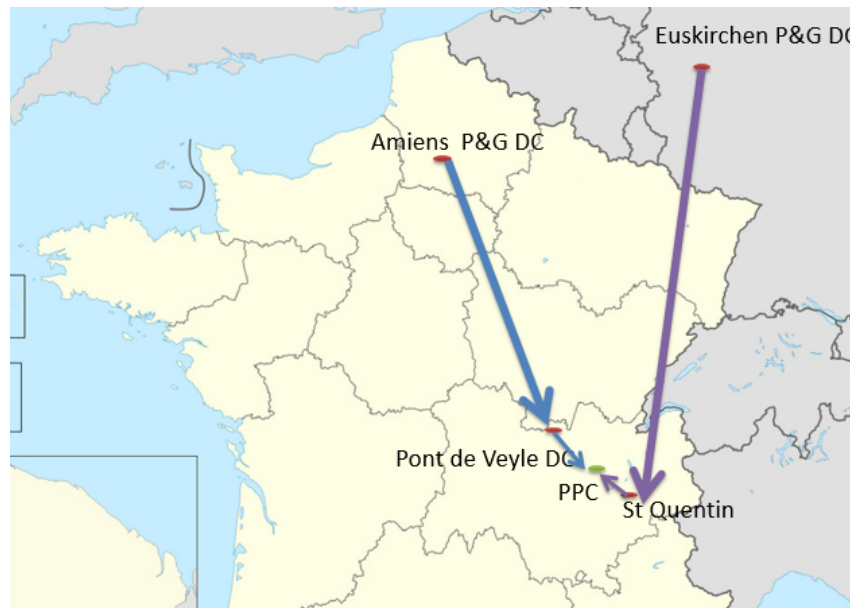 Euskirchen P&G DC
Amiens P&G DC
Pont de Veyle DC
PPC
St Quentin